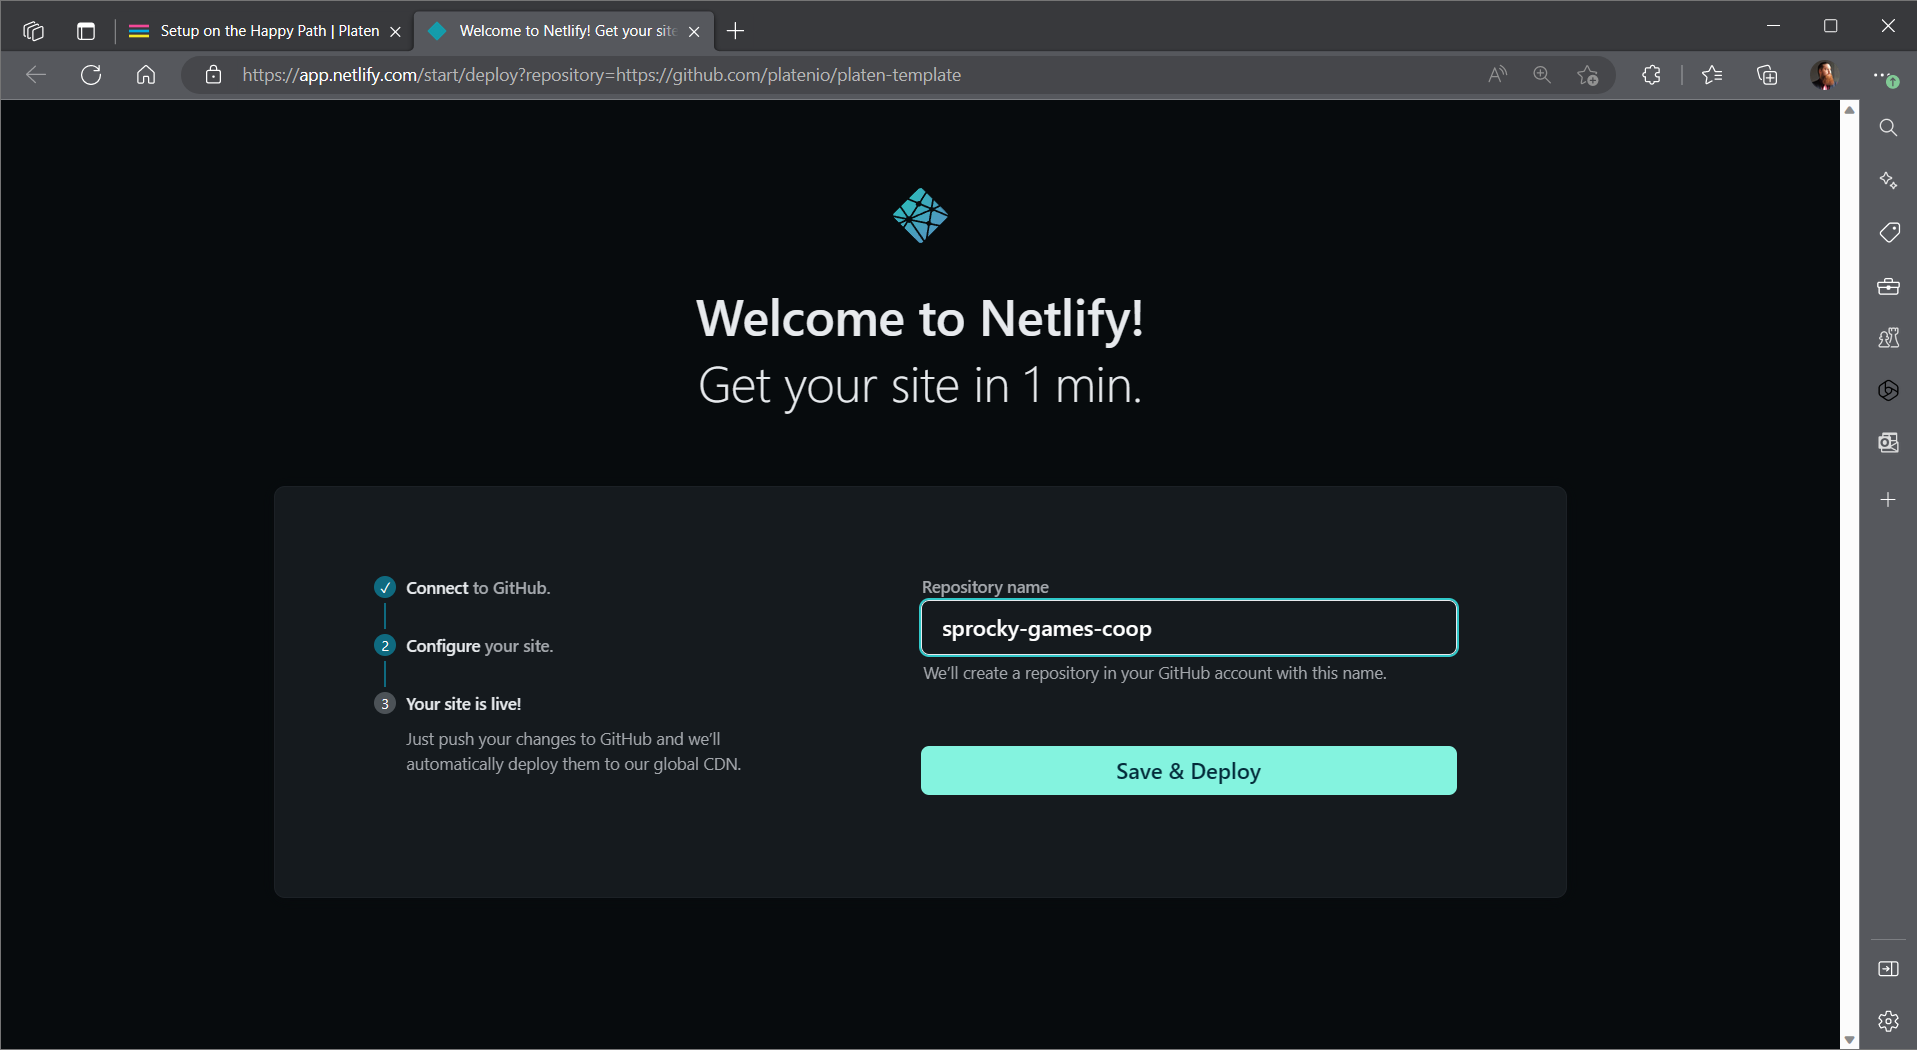 Setup on the Happy Path | Platen
Welcome to Netlify! Get your site
https://app.netlify.com/start/deploy?repository=https://github.com/platenio/platen-template
Welcome to Netlify!
Get your site in 1 min.
Connect to GitHub.
2 Configure your site.
3 Your site is live!
Just push your changes to GitHub and we'll
automatically deploy them to our global CDN.
Repository name
sprocky-games-coop
We'll create a repository in your GitHub account with this name.
Save & Deploy